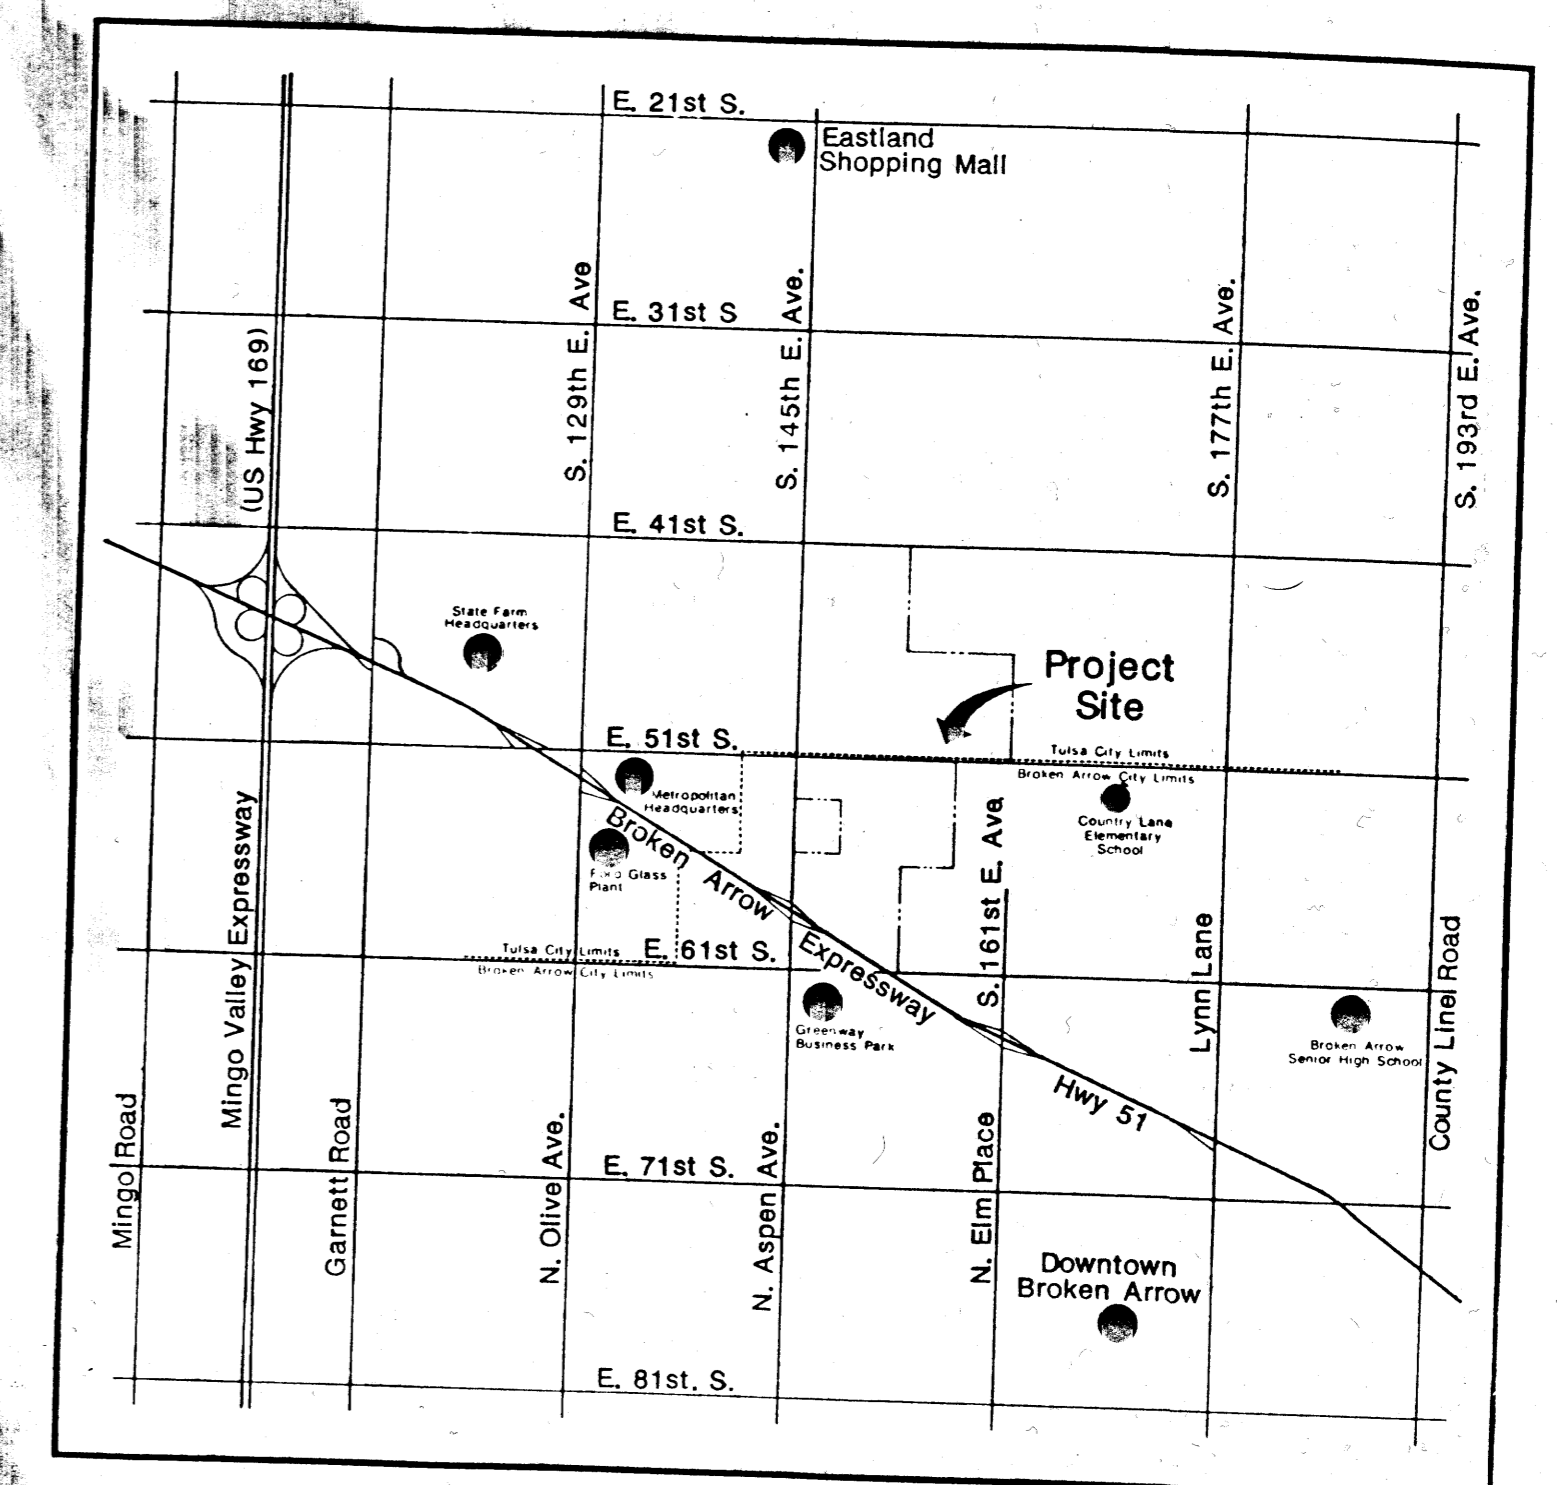 E. 21st S.
Eastland
Shopping Mall
E. 31st S
S. 129th E. Ave
S. 145th E. Ave.
S. 177th E. Ave.
S. 193rd E. Ave.
(US Hwy 169)
E. 41st S.
State Farm
Headquarters
Project
Site
E. 51st S.
Tulsa City Limits
Broken Arrow City Limits
Metropolitan
Headquarters
Country Lane
Elementary
School
Broken Arrow Expressway
Glass
Plant
S. 161st E. Ave
Tulsa City Limits
Broken Arrow City Limits
E. 61st S.
Greenway
Business Park
Broken Arrow
Senior High School
Mingo Valley Expressway
Lynn Lane
County Line Road
Hwy 51
Mingo Road
Garnett Road
N. Olive Ave.
E. 71st S.
N. Aspen Ave.
N. Elm Place
Downtown
Broken Arrow
E. 81st. S.